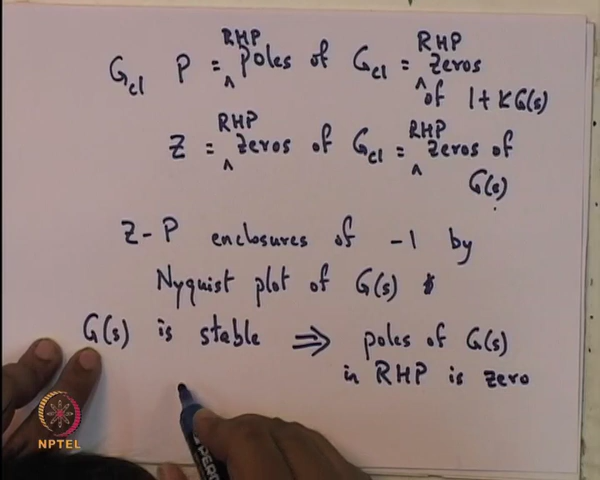 RHP RHP
G_cl P = ^ poles of G_cl = ^ zeros
of 1+KG(s)
RHP RHP
Z = ^ zeros of G_cl = ^ zeros of
G(s)
Z - P enclosures of -1 by
Nyquist plot of G(s)
G(s) is stable ⇒ poles of G(s)
in RHP is zero
NPTEL
PER